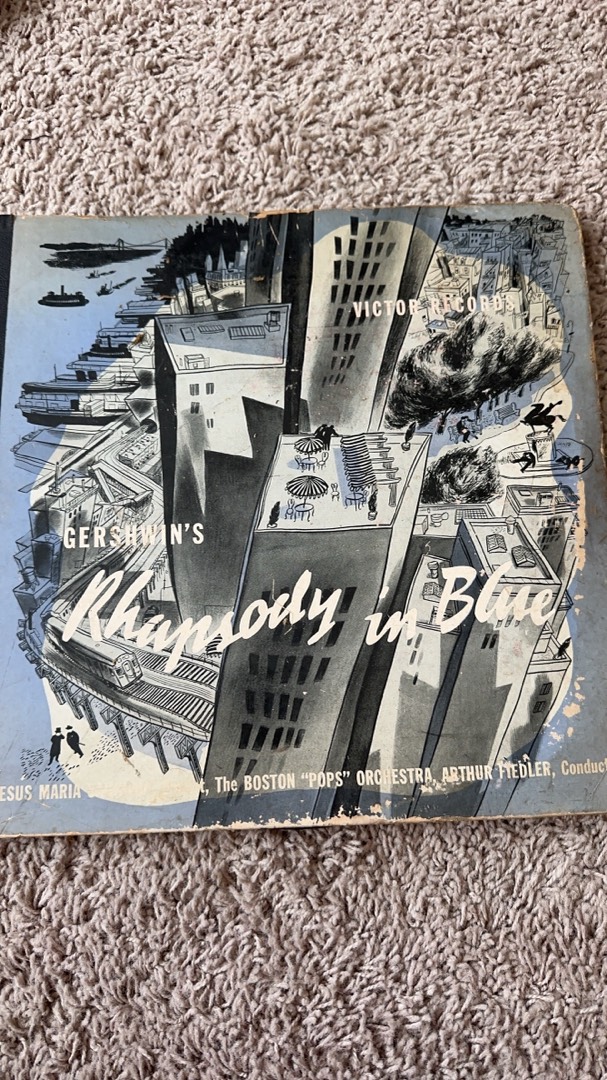 VICTOR RECORDS
GERSHWIN'S
Rhapsody in Blue
ESUS MARIA The BOSTON "POPS" ORCHESTRA, ARTHUR FIEDLER, Conduct